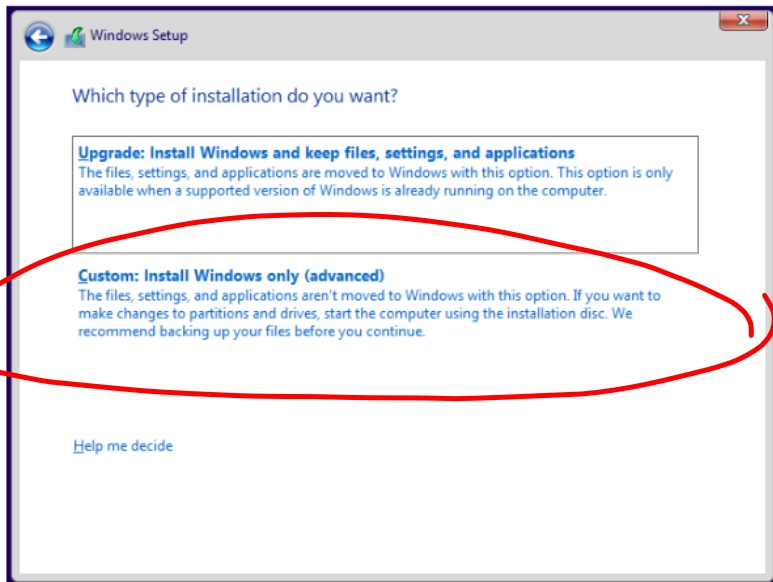 Windows Setup
Which type of installation do you want?
Upgrade: Install Windows and keep files, settings, and applications
The files, settings, and applications are moved to Windows with this option. This option is only
available when a supported version of Windows is already running on the computer.
Custom: Install Windows only (advanced)
The files, settings, and applications aren't moved to Windows with this option. If you want to
make changes to partitions and drives, start the computer using the installation disc. We
recommend backing up your files before you continue.
Help me decide